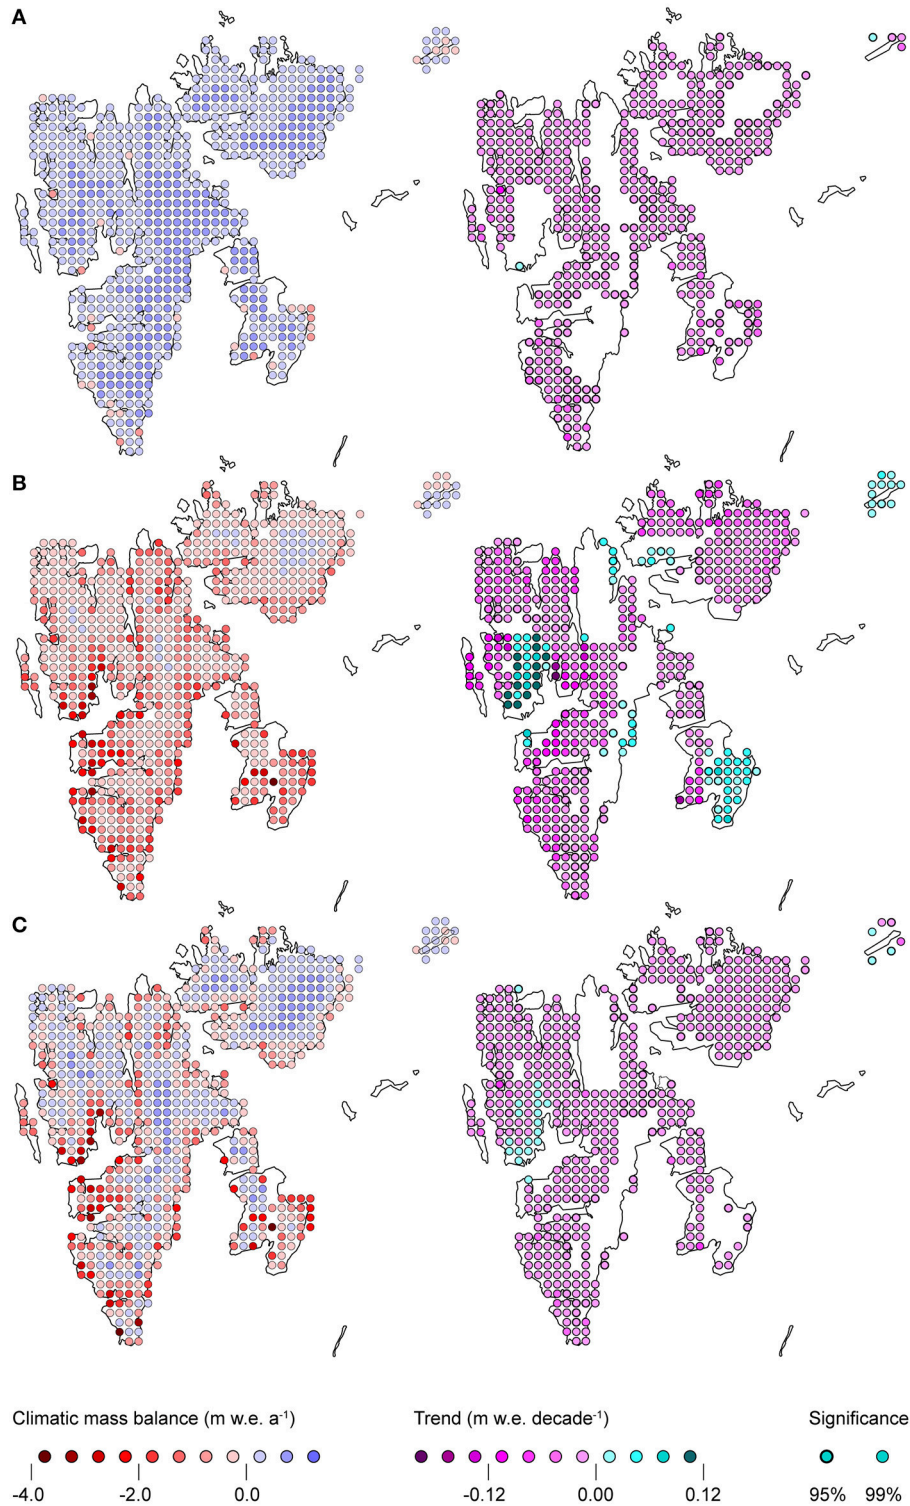 A
B
C
Climatic mass balance (m w.e. a-1)
Trend (m w.e. decade-1)
Significance
-4.0
-2.0
0.0
-0.12
0.00
0.12
95%
99%